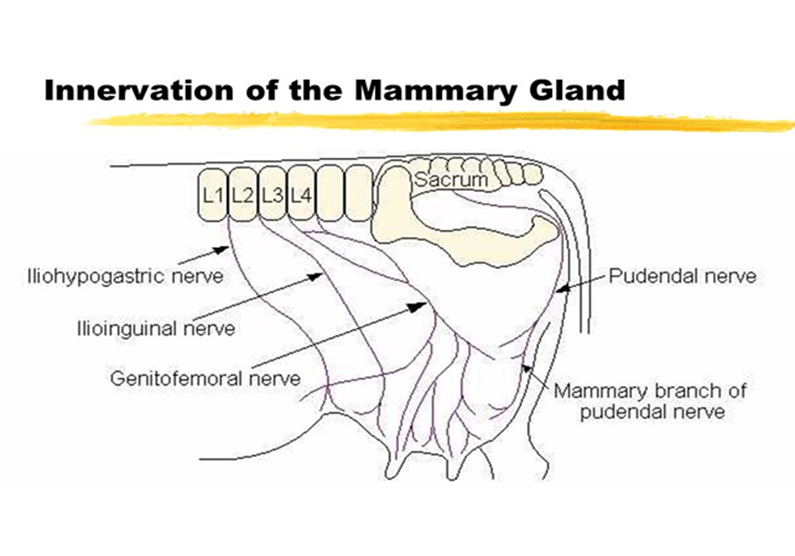 Innervation of the Mammary Gland
L1 L2 L3 L4
Sacrum
Iliohypogastric nerve
Ilioinguinal nerve
Genitofemoral nerve
Pudendal nerve
Mammary branch of
pudendal nerve